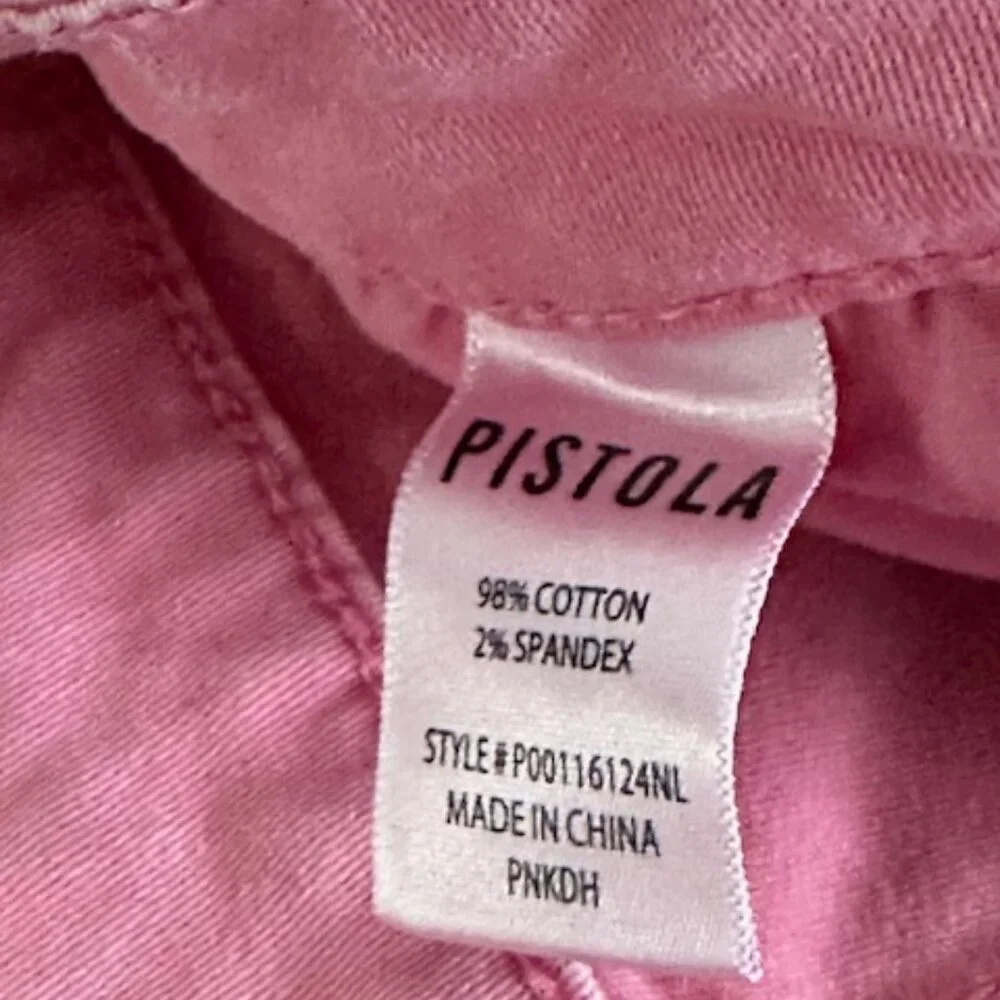 PISTOLA
98% COTTON
2% SPANDEX
STYLE# P00116124NL
MADE IN CHINA
PNKDH